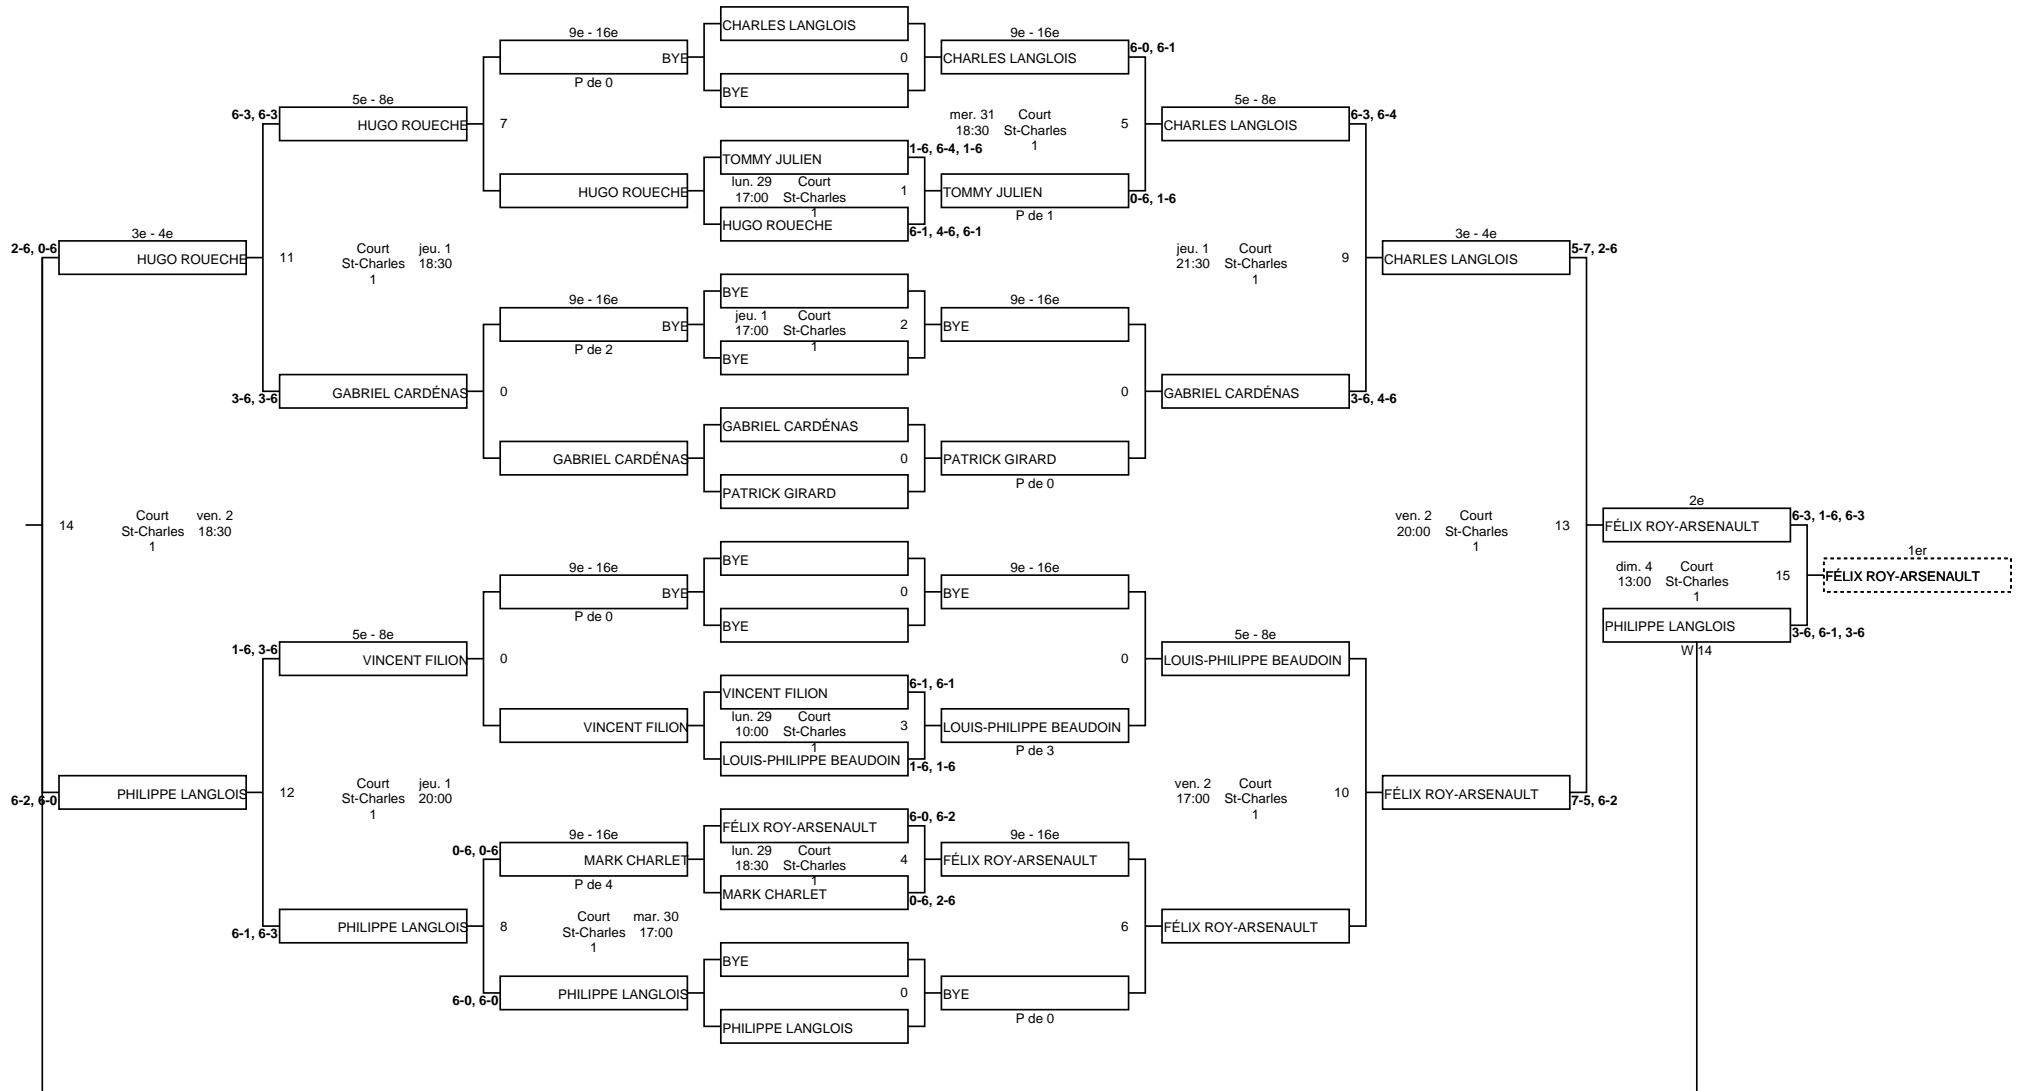 CHARLES LANGLOIS
9e - 16e
9e - 16e
6-0, 6-1
BYE
0
CHARLES LANGLOIS
P de 0
BYE
5e - 8e
5e - 8e
6-3, 6-3
6-3, 6-4
mer. 31 Court
18:30 St-Charles
1
HUGO ROUECHE
7
5
CHARLES LANGLOIS
1-6, 6-4, 1-6
TOMMY JULIEN
lun. 29 Court
17:00 St-Charles
1
HUGO ROUECHE
1
TOMMY JULIEN
0-6, 1-6
P de 1
HUGO ROUECHE
6-1, 4-6, 6-1
3e - 4e
3e - 4e
2-6, 0-6
5-7, 2-6
HUGO ROUECHE
11
Court jeu. 1
St-Charles 18:30
1
jeu. 1 Court
21:30 St-Charles
1
9
CHARLES LANGLOIS
9e - 16e
BYE
9e - 16e
BYE
jeu. 1 Court
17:00 St-Charles
1
2
BYE
P de 2
BYE
3-6, 3-6
GABRIEL CARDÉNAS
0
0
GABRIEL CARDÉNAS
3-6, 4-6
GABRIEL CARDÉNAS
GABRIEL CARDÉNAS
0
PATRICK GIRARD
P de 0
PATRICK GIRARD
14
Court ven. 2
St-Charles 18:30
1
ven. 2 Court
20:00 St-Charles
1
13
2e
FÉLIX ROY-ARSENAULT
6-3, 1-6, 6-3
dim. 4 Court
13:00 St-Charles
1
15
1er
FÉLIX ROY-ARSENAULT
PHILIPPE LANGLOIS
3-6, 6-1, 3-6
W 14
BYE
9e - 16e
9e - 16e
BYE
0
BYE
P de 0
BYE
5e - 8e
5e - 8e
1-6, 3-6
VINCENT FILION
0
0
LOUIS-PHILIPPE BEAUDOIN
6-1, 6-1
VINCENT FILION
lun. 29 Court
10:00 St-Charles
1
VINCENT FILION
3
LOUIS-PHILIPPE BEAUDOIN
P de 3
LOUIS-PHILIPPE BEAUDOIN
1-6, 1-6
6-2, 6-0
PHILIPPE LANGLOIS
12
Court jeu. 1
St-Charles 20:00
1
ven. 2 Court
17:00 St-Charles
1
10
FÉLIX ROY-ARSENAULT
7-5, 6-2
9e - 16e
FÉLIX ROY-ARSENAULT
6-0, 6-2
9e - 16e
0-6, 0-6
MARK CHARLET
lun. 29 Court
18:30 St-Charles
1
4
FÉLIX ROY-ARSENAULT
P de 4
MARK CHARLET
0-6, 2-6
6-1, 6-3
PHILIPPE LANGLOIS
8
Court mar. 30
St-Charles 17:00
1
6
FÉLIX ROY-ARSENAULT
BYE
6-0, 6-0
PHILIPPE LANGLOIS
0
BYE
P de 0
PHILIPPE LANGLOIS